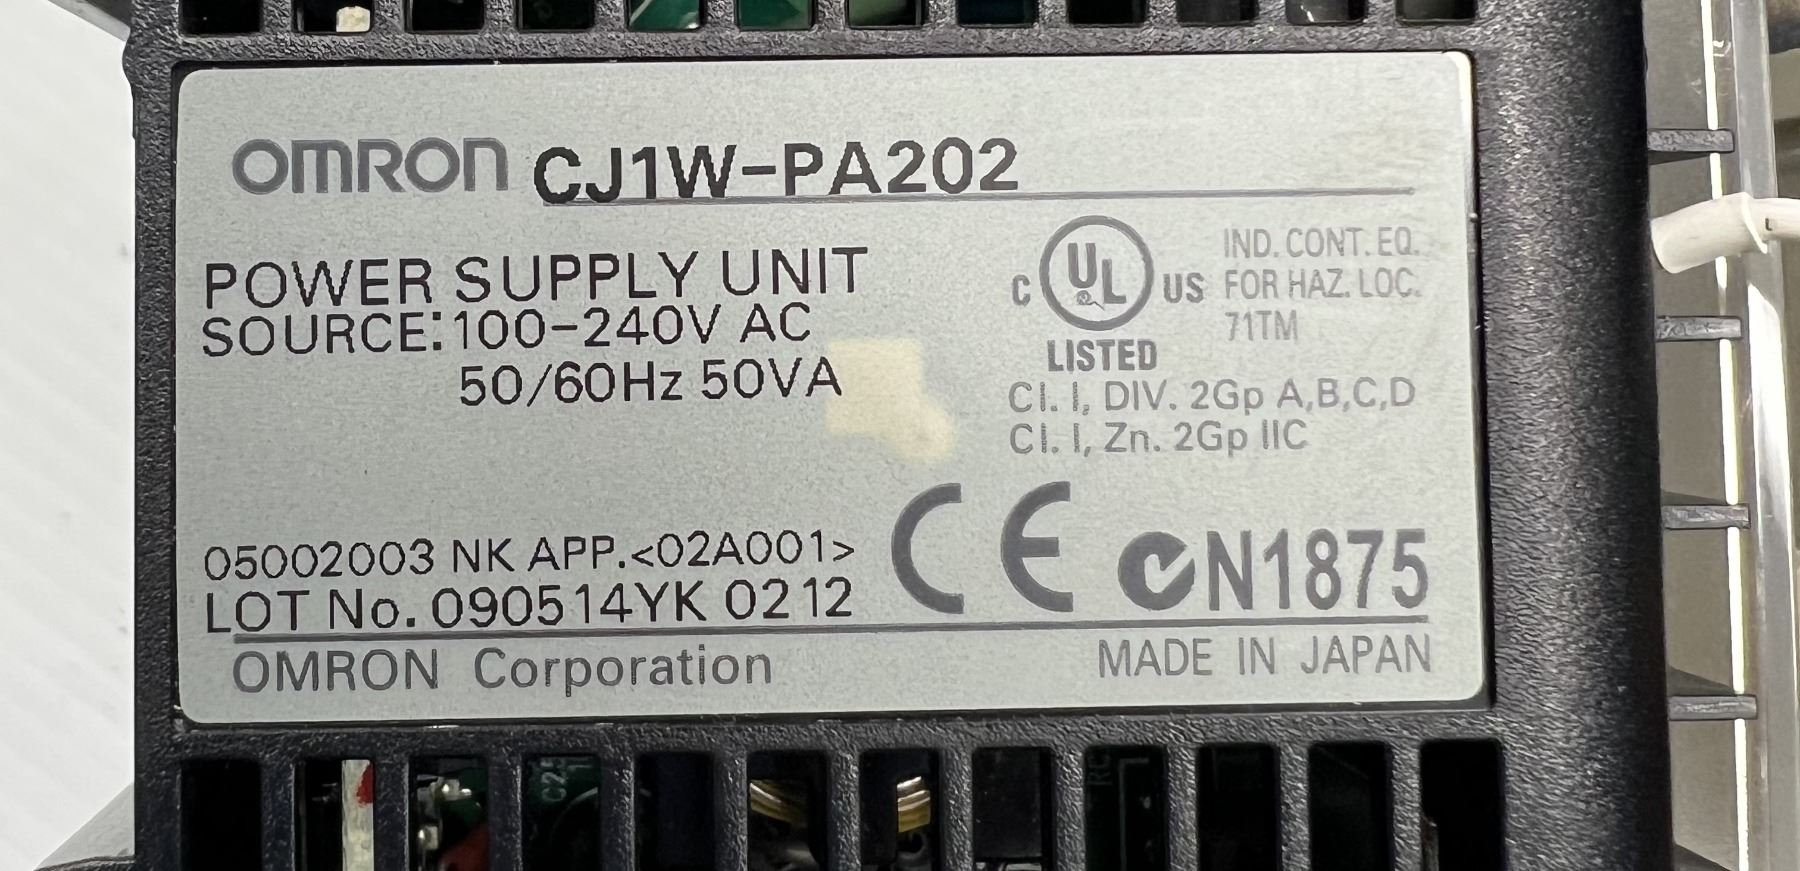 OMRON CJ1W-PA202
POWER SUPPLY UNIT
SOURCE:100-240V AC
50/60Hz 50VA
C UL US
LISTED
IND. CONT. EQ.
FOR HAZ. LOC.
71TM
Cl. I, DIV. 2Gp A,B,C,D
Cl. I, Zn. 2Gp IIC
05002003 NK APP.<02A001>
LOT No. 090514YK 0212
CE N1875
OMRON Corporation
MADE IN JAPAN